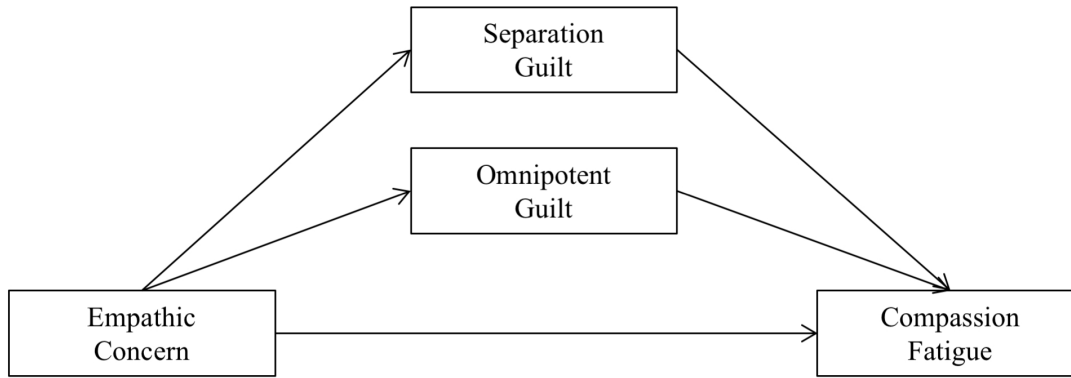 Separation
Guilt
Omnipotent
Guilt
Empathic
Concern
Compassion
Fatigue